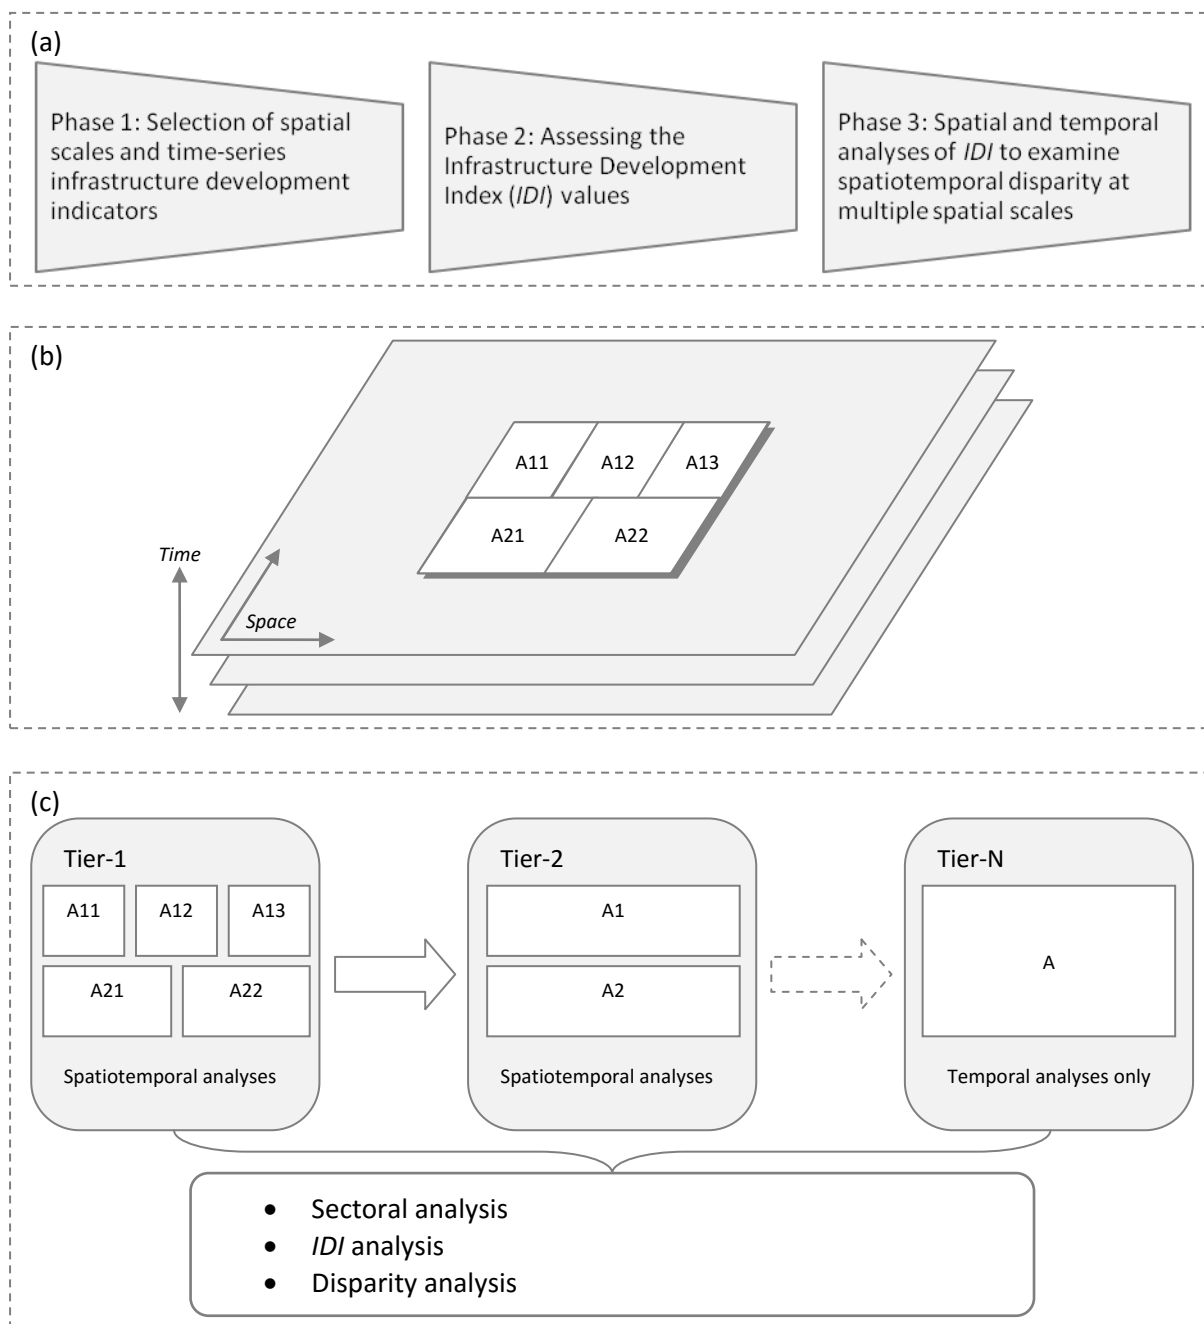 (a)
Phase 1: Selection of spatial
scales and time-series
infrastructure development
indicators
Phase 2: Assessing the
Infrastructure Development
Index (IDI) values
Phase 3: Spatial and temporal
analyses of IDI to examine
spatiotemporal disparity at
multiple spatial scales
(b)
A11
A12
A13
A21
A22
Time
Space
(c)
Tier-1
A11
A12
A13
A21
A22
Spatiotemporal analyses
Tier-2
A1
A2
Spatiotemporal analyses
Tier-N
A
Temporal analyses only
• Sectoral analysis
• IDI analysis
• Disparity analysis